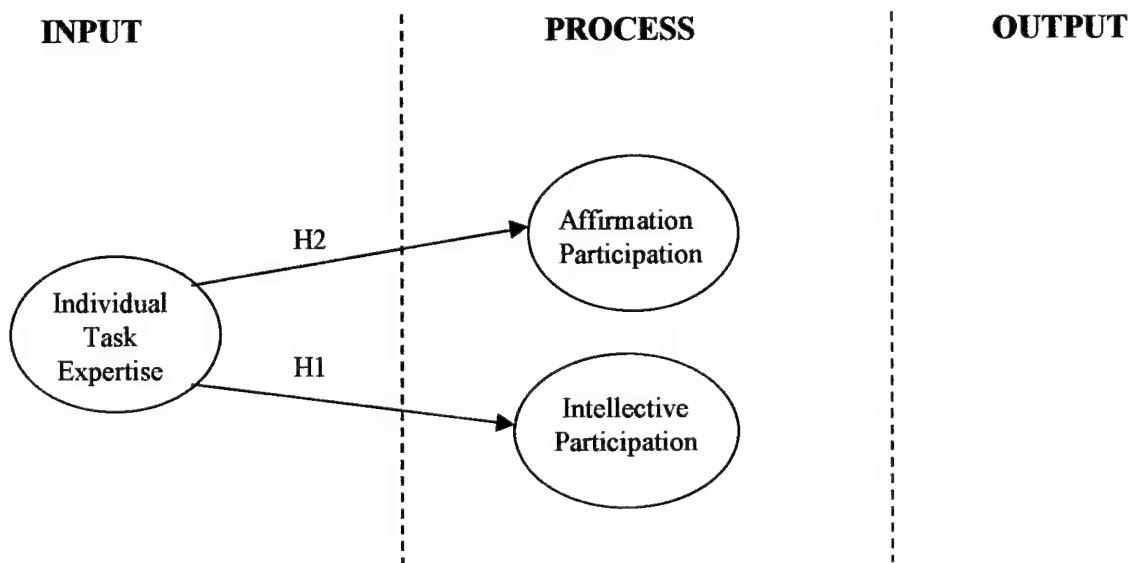 INPUT PROCESS OUTPUT
H2
Affirmation
Participation
Individual
Task
Expertise
H1
Intellective
Participation